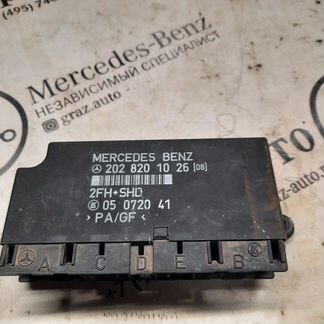 (495) 74
Mercedes-Benz
НЕЗАВИСИМЫЙ СПЕЦИАЛИСТ
graz.auto
MERCEDES BENZ
202 820 10 26 [08]
2FH+SHD
05 0720 41
> PA/GF <
A C D E B